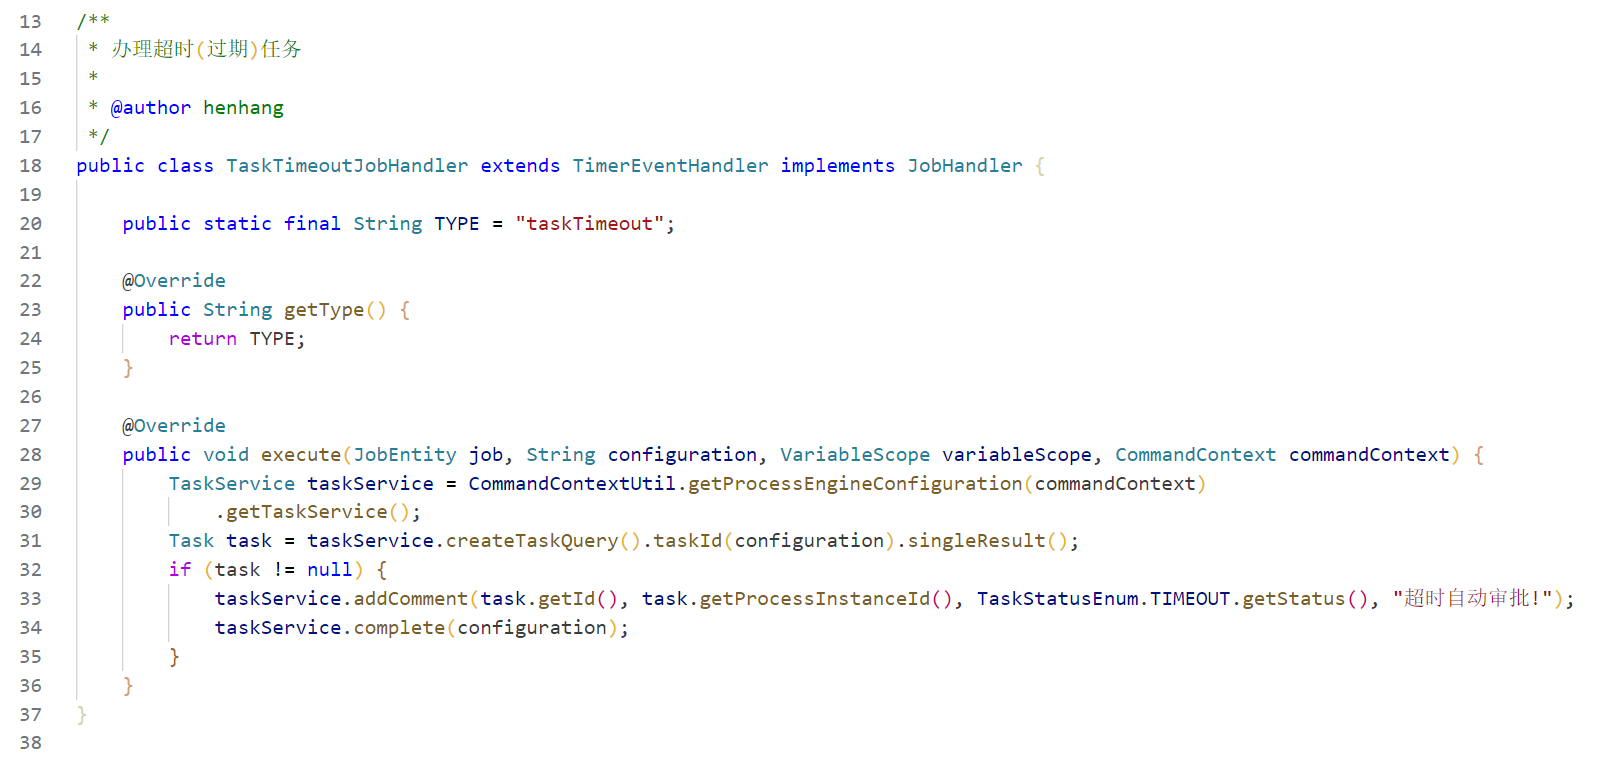 13 /**
14 * 办理超时(过期)任务
15 *
16 * @author henhang
17 */
18 public class TaskTimeoutJobHandler extends TimerEventHandler implements JobHandler {
19
20 public static final String TYPE = "taskTimeout";
21
22 @Override
23 public String getType() {
24 return TYPE;
25 }
26
27 @Override
28 public void execute(JobEntity job, String configuration, VariableScope variableScope, CommandContext commandContext) {
29 TaskService taskService = CommandContextUtil.getProcessEngineConfiguration(commandContext)
30 .getTaskService();
31 Task task = taskService.createTaskQuery().taskId(configuration).singleResult();
32 if (task != null) {
33 taskService.addComment(task.getId(), task.getProcessInstanceId(), TaskStatusEnum.TIMEOUT.getStatus(), "超时自动审批!");
34 taskService.complete(configuration);
35 }
36 }
37 }
38